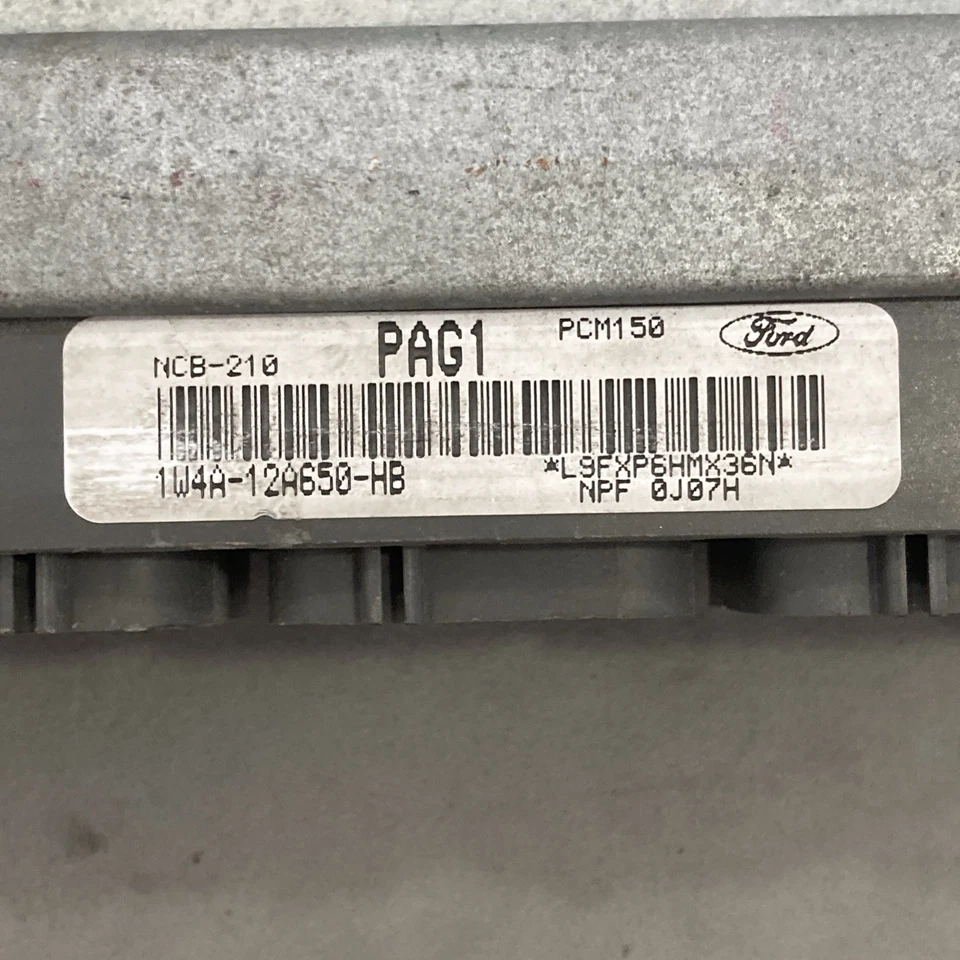 PAG1 PCM150 Ford
NCB-210
1W4A-12A650-HB *L9FXP6HMX36N*
NPF 0J07H